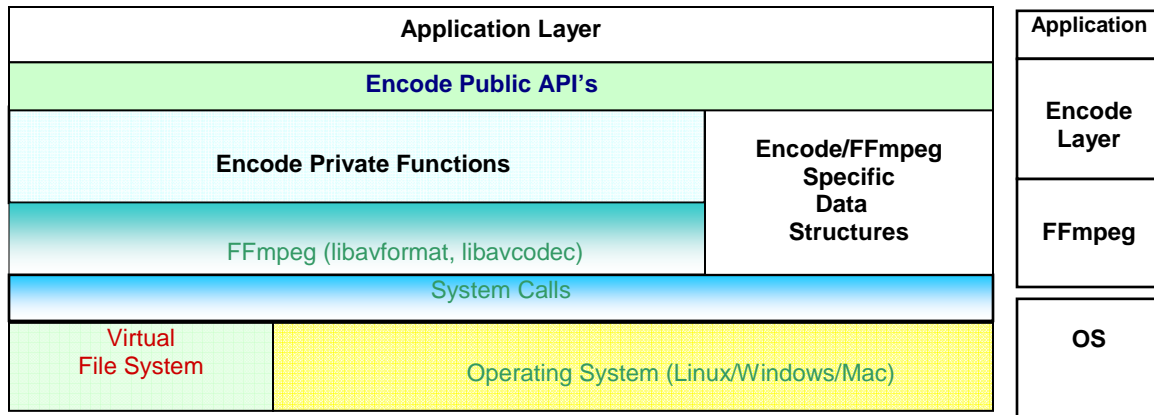 Application Layer
Encode Public API's
Encode Private Functions
Encode/FFmpeg
Specific
Data
Structures
FFmpeg (libavformat, libavcodec)
System Calls
Virtual
File System
Operating System (Linux/Windows/Mac)
Application
Encode
Layer
FFmpeg
OS